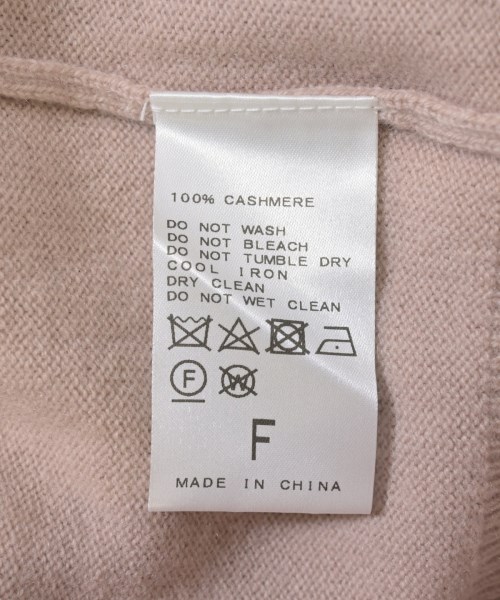 100% CASHMERE
DO NOT WASH
DO NOT BLEACH
DO NOT TUMBLE DRY
COOL IRON
DRY CLEAN
DO NOT WET CLEAN
F W
F
MADE IN CHINA